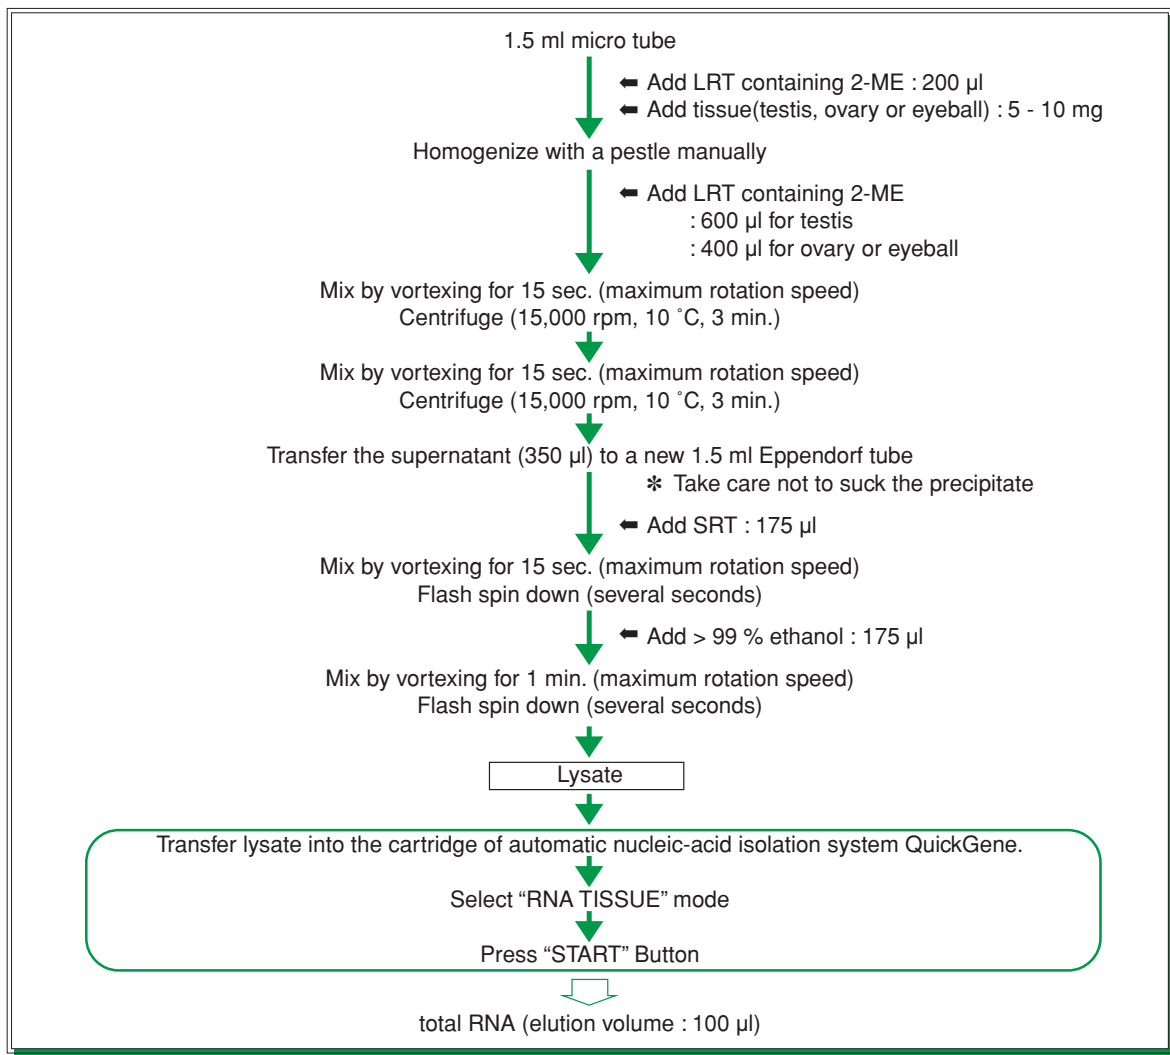 1.5 ml micro tube
⬅ Add LRT containing 2-ME : 200 µl
⬅ Add tissue(testis, ovary or eyeball) : 5 - 10 mg
Homogenize with a pestle manually
⬅ Add LRT containing 2-ME
: 600 µl for testis
: 400 µl for ovary or eyeball
Mix by vortexing for 15 sec. (maximum rotation speed)
Centrifuge (15,000 rpm, 10 ˚C, 3 min.)
Mix by vortexing for 15 sec. (maximum rotation speed)
Centrifuge (15,000 rpm, 10 ˚C, 3 min.)
Transfer the supernatant (350 µl) to a new 1.5 ml Eppendorf tube
✻ Take care not to suck the precipitate
⬅ Add SRT : 175 µl
Mix by vortexing for 15 sec. (maximum rotation speed)
Flash spin down (several seconds)
⬅ Add > 99 % ethanol : 175 µl
Mix by vortexing for 1 min. (maximum rotation speed)
Flash spin down (several seconds)
Lysate
Transfer lysate into the cartridge of automatic nucleic-acid isolation system QuickGene.
Select “RNA TISSUE” mode
Press “START” Button
total RNA (elution volume : 100 µl)